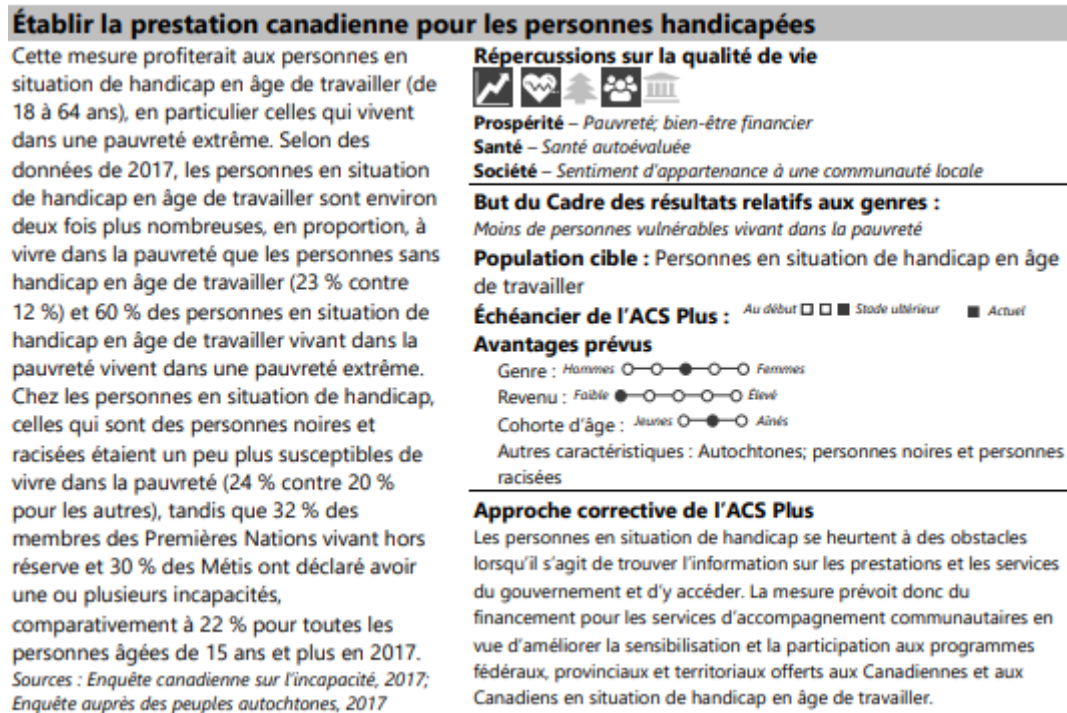 Établir la prestation canadienne pour les personnes handicapées
Cette mesure profiterait aux personnes en
situation de handicap en âge de travailler (de
18 à 64 ans), en particulier celles qui vivent
dans une pauvreté extrême. Selon des
données de 2017, les personnes en situation
de handicap en âge de travailler sont environ
deux fois plus nombreuses, en proportion, à
vivre dans la pauvreté que les personnes sans
handicap en âge de travailler (23 % contre
12 %) et 60 % des personnes en situation de
handicap en âge de travailler vivant dans la
pauvreté vivent dans une pauvreté extrême.
Chez les personnes en situation de handicap,
celles qui sont des personnes noires et
racisées étaient un peu plus susceptibles de
vivre dans la pauvreté (24 % contre 20 %
pour les autres), tandis que 32 % des
membres des Premières Nations vivant hors
réserve et 30 % des Métis ont déclaré avoir
une ou plusieurs incapacités,
comparativement à 22 % pour toutes les
personnes âgées de 15 ans et plus en 2017.
Sources : Enquête canadienne sur l'incapacité, 2017;
Enquête auprès des peuples autochtones, 2017
Répercussions sur la qualité de vie
Prospérité – Pauvreté; bien-être financier
Santé – Santé autoévaluée
Société – Sentiment d'appartenance à une communauté locale
But du Cadre des résultats relatifs aux genres :
Moins de personnes vulnérables vivant dans la pauvreté
Population cible : Personnes en situation de handicap en âge
de travailler
Échéancier de l'ACS Plus : Au début Stade ultérieur Actuel
Avantages prévus
Genre : Hommes Femmes
Revenu : Faible Élevé
Cohorte d'âge : Jeunes Aînés
Autres caractéristiques : Autochtones; personnes noires et personnes
racisées
Approche corrective de l'ACS Plus
Les personnes en situation de handicap se heurtent à des obstacles
lorsqu'il s'agit de trouver l'information sur les prestations et les services
du gouvernement et d'y accéder. La mesure prévoit donc du
financement pour les services d'accompagnement communautaires en
vue d'améliorer la sensibilisation et la participation aux programmes
fédéraux, provinciaux et territoriaux offerts aux Canadiennes et aux
Canadiens en situation de handicap en âge de travailler.